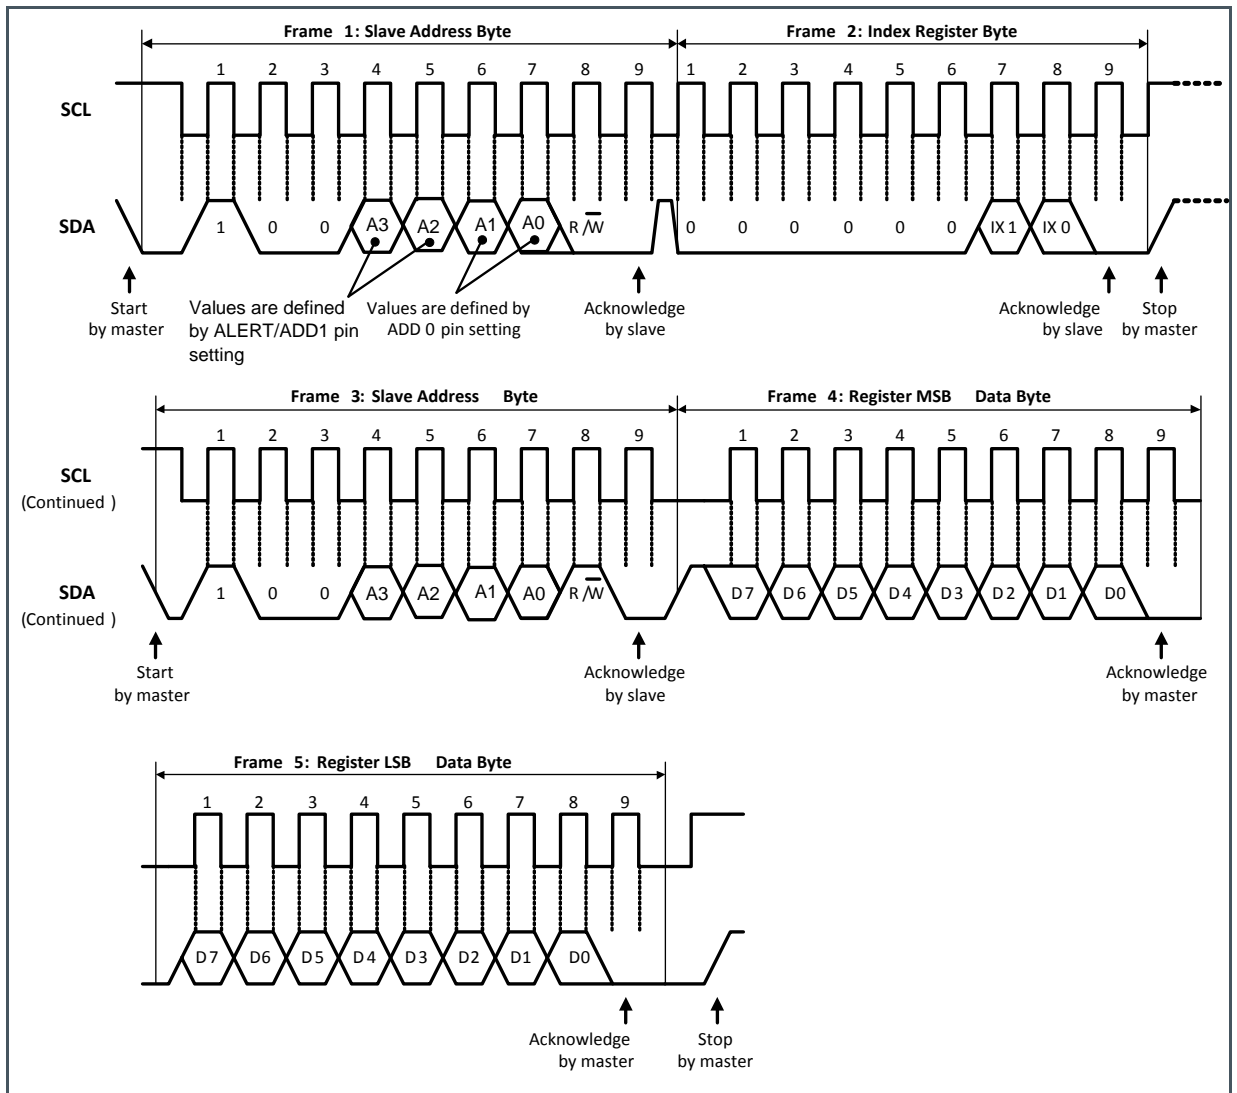 Frame 1: Slave Address Byte Frame 2: Index Register Byte
1 2 3 4 5 6 7 8 9 1 2 3 4 5 6 7 8 9
SCL
SDA 1 0 0 A3 A2 A1 A0 R/W̅ 0 0 0 0 0 0 IX1 IX0
Start by master
Values are defined by ALERT/ADD1 pin setting
Values are defined by ADD 0 pin setting
Acknowledge by slave
Acknowledge by slave
Stop by master
Frame 3: Slave Address Byte Frame 4: Register MSB Data Byte
1 2 3 4 5 6 7 8 9 1 2 3 4 5 6 7 8 9
SCL
(Continued )
SDA 1 0 0 A3 A2 A1 A0 R/W̅ D7 D6 D5 D4 D3 D2 D1 D0
(Continued )
Start by master
Acknowledge by slave
Acknowledge by master
Frame 5: Register LSB Data Byte
1 2 3 4 5 6 7 8 9
D7 D6 D5 D4 D3 D2 D1 D0
Acknowledge by master
Stop by master